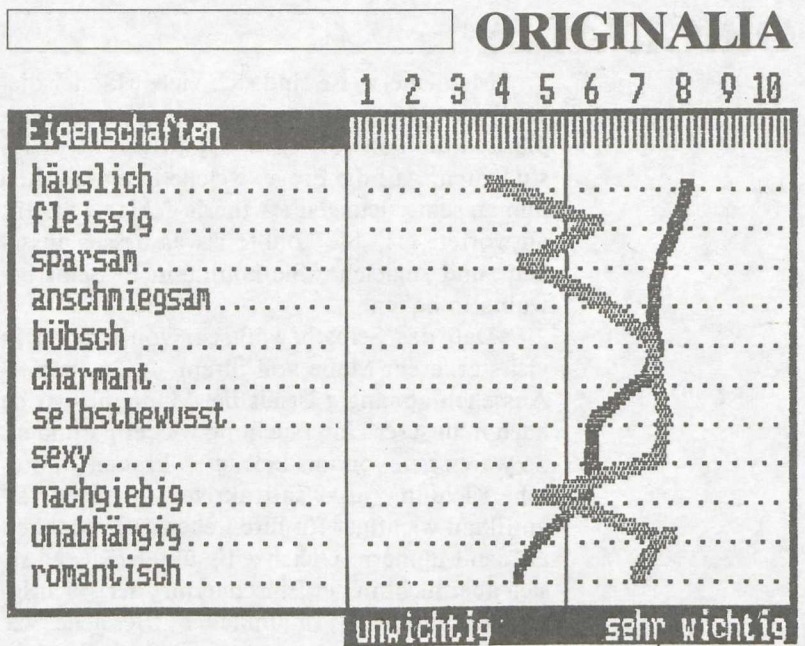 ORIGINALIA
1 2 3 4 5 6 7 8 9 10
Eigenschaften
häuslich
fleissig
sparsam
anschmiegsam
hübsch
charmant
selbstbewusst
sexy
nachgiebig
unabhängig
romantisch
unwichtig sehr wichtig